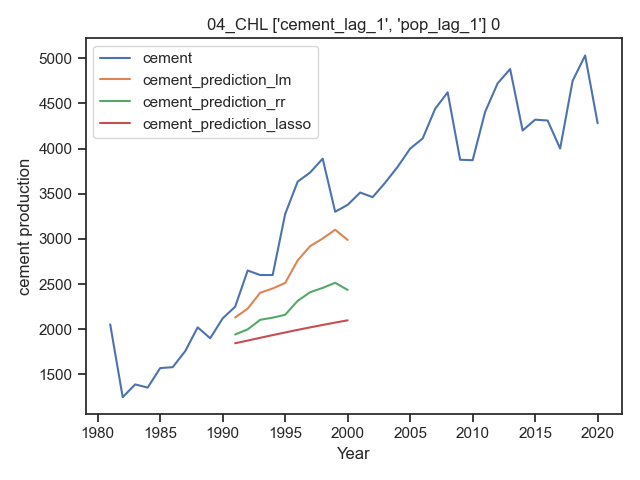 04_CHL ['cement_lag_1', 'pop_lag_1'] 0
cement
cement_prediction_lm
cement_prediction_rr
cement_prediction_lasso
cement production
5000
4500
4000
3500
3000
2500
2000
1500
1980 1985 1990 1995 2000 2005 2010 2015 2020
Year